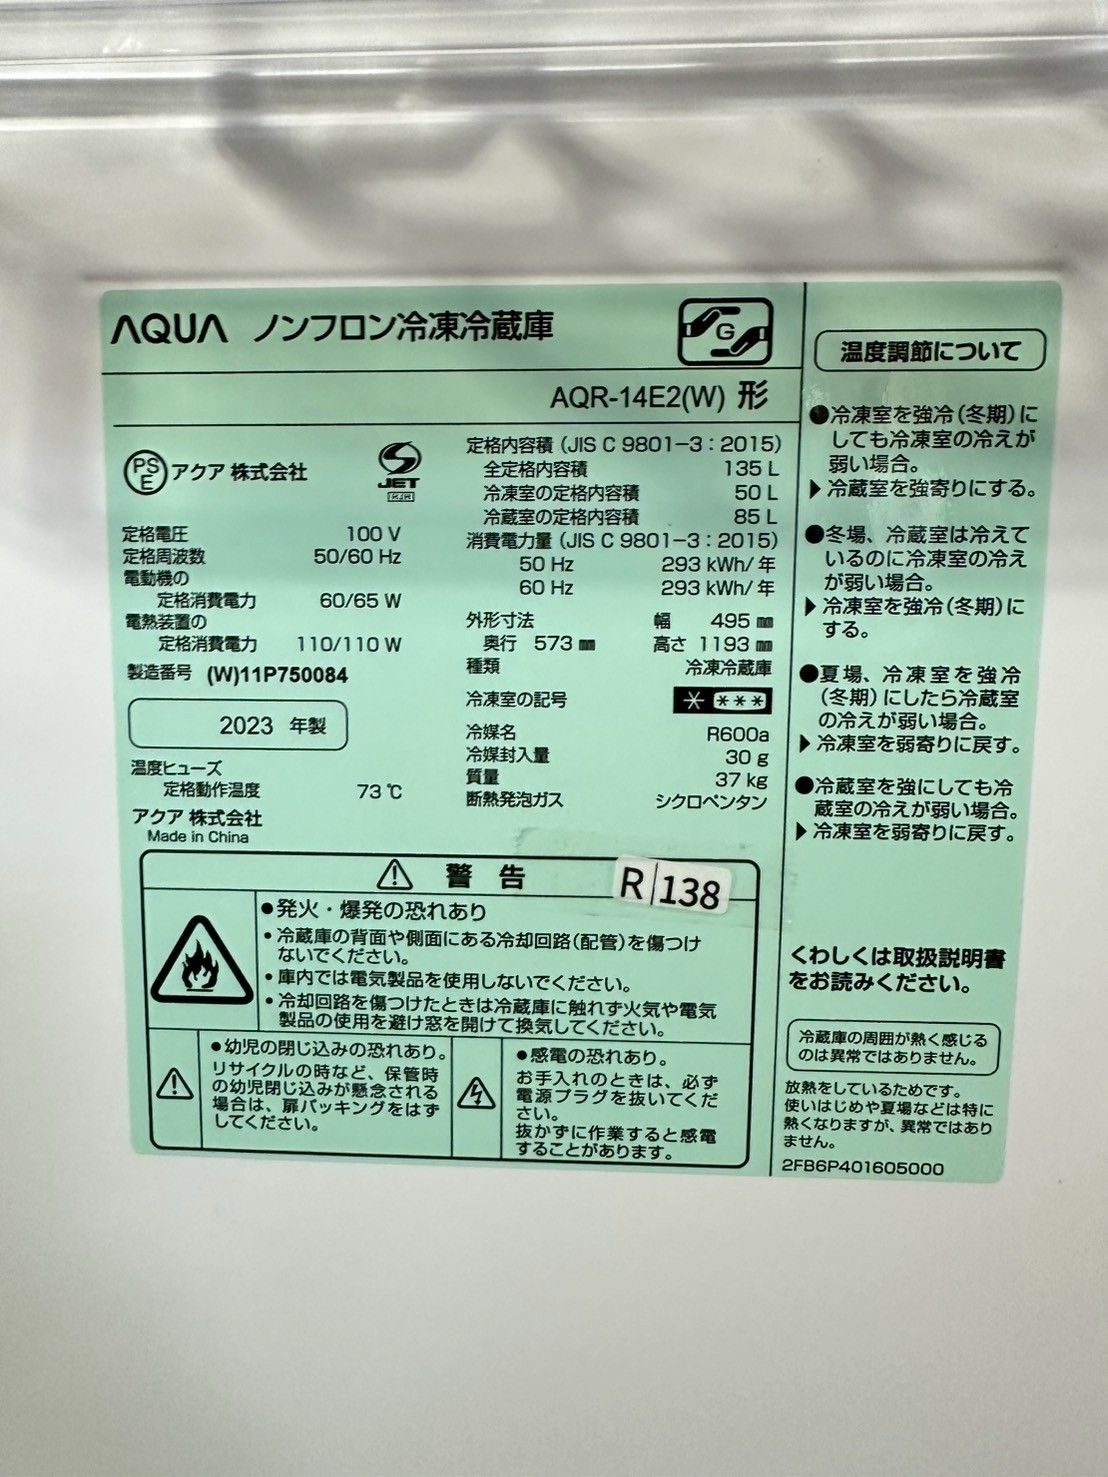 AQUA ノンフロン冷凍冷蔵庫
G
AQR-14E2(W) 形
PS
E
アクア 株式会社
S
JET
定格電圧 100 V
定格周波数 50/60 Hz
電動機の
定格消費電力 60/65 W
電熱装置の
定格消費電力 110/110 W
製造番号 (W)11P750084
2023 年製
温度ヒューズ
定格動作温度 73℃
アクア 株式会社
Made in China
定格内容積 (JIS C 9801-3：2015)
全定格内容積 135 L
冷凍室の定格内容積 50 L
冷蔵室の定格内容積 85 L
消費電力量 (JIS C 9801-3：2015)
50 Hz 293 kWh/年
60 Hz 293 kWh/年
外形寸法 幅 495 ㎜
奥行 573 ㎜ 高さ 1193 ㎜
種類 冷凍冷蔵庫
冷凍室の記号 * ***
冷媒名 R600a
冷媒封入量 30 g
質量 37 kg
断熱発泡ガス シクロペンタン
⚠ 警 告
R 138
●発火・爆発の恐れあり
・冷蔵庫の背面や側面にある冷却回路(配管)を傷つけ
ないでください。
・庫内では電気製品を使用しないでください。
・冷却回路を傷つけたときは冷蔵庫に触れず火気や電気
製品の使用を避け窓を開けて換気してください。
●幼児の閉じ込みの恐れあり。
リサイクルの時など、保管時
の幼児閉じ込みが懸念される
場合は、扉パッキングをはず
してください。
●感電の恐れあり。
お手入れのときは、必ず
電源プラグを抜いてくだ
さい。
抜かずに作業すると感電
することがあります。
温度調節について
●冷凍室を強冷(冬期)に
しても冷凍室の冷えが
弱い場合。
▶冷蔵室を強寄りにする。
●冬場、冷蔵室は冷えて
いるのに冷凍室の冷え
が弱い場合。
▶冷凍室を強冷(冬期)に
する。
●夏場、冷凍室を強冷
(冬期)にしたら冷蔵室
の冷えが弱い場合。
▶冷凍室を弱寄りに戻す。
●冷蔵室を強にしても冷
蔵室の冷えが弱い場合。
▶冷凍室を弱寄りに戻す。
くわしくは取扱説明書
をお読みください。
冷蔵庫の周囲が熱く感じる
のは異常ではありません。
放熱をしているためです。
使いはじめや夏場などは特に
熱くなりますが、異常ではあり
ません。
2FB6P401605000